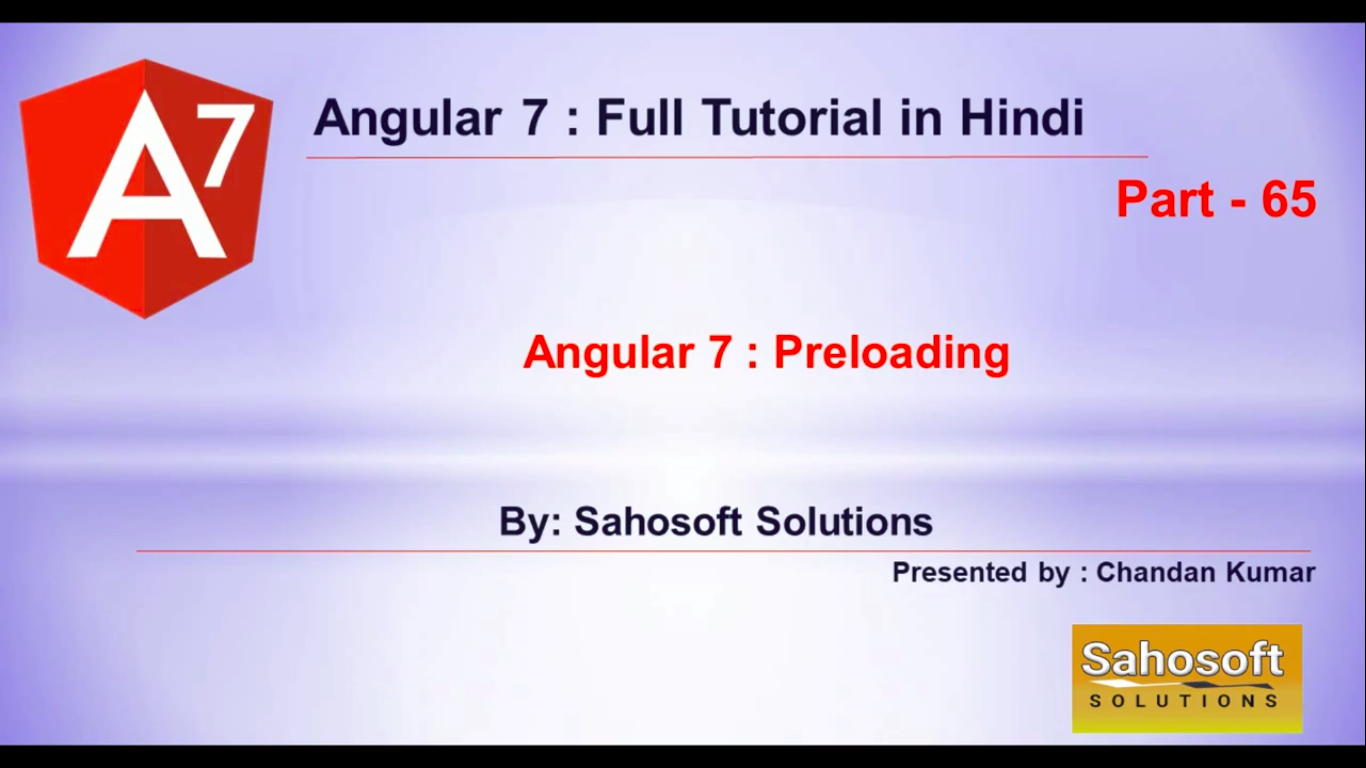 A7
Angular 7 : Full Tutorial in Hindi
Part - 65
Angular 7 : Preloading
By: Sahosoft Solutions
Presented by : Chandan Kumar
Sahosoft
SOLUTIONS